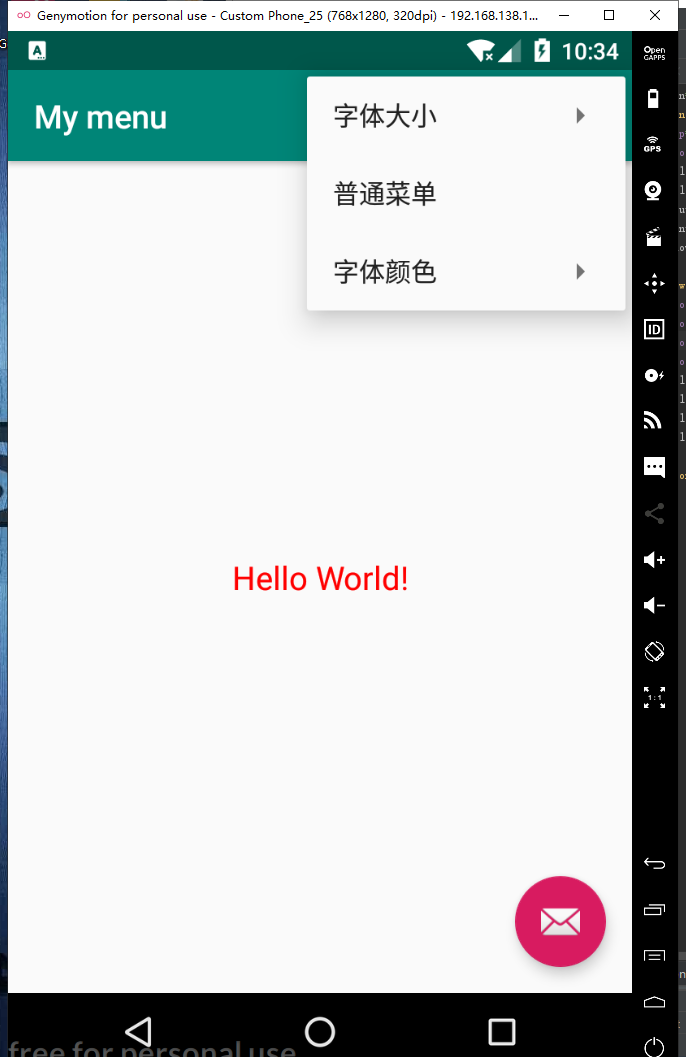 Genymotion for personal use - Custom Phone_25 (768x1280, 320dpi) - 192.168.138.1...
A
10:34
Open
GAPPS
My menu
字体大小
普通菜单
字体颜色
GPS
ID
Hello World!
1:1
free for personal use